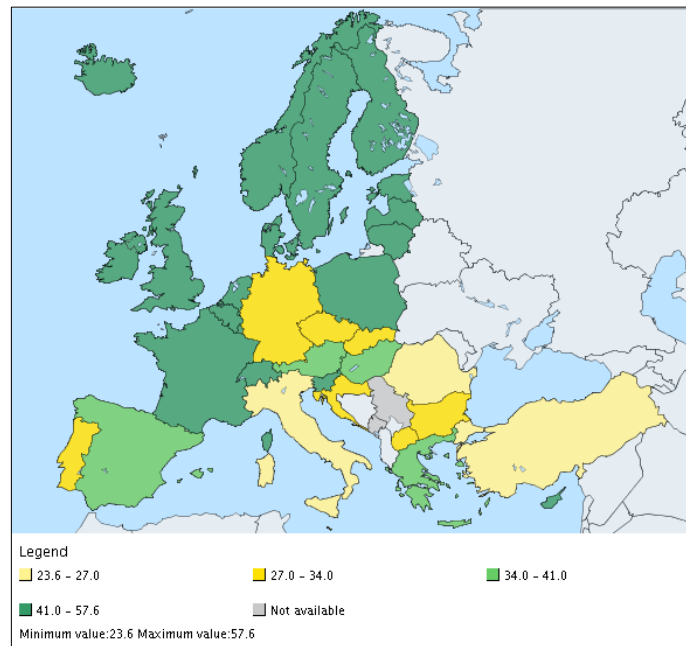 Legend
23.6 - 27.0
27.0 - 34.0
34.0 - 41.0
41.0 - 57.6
Not available
Minimum value:23.6 Maximum value:57.6